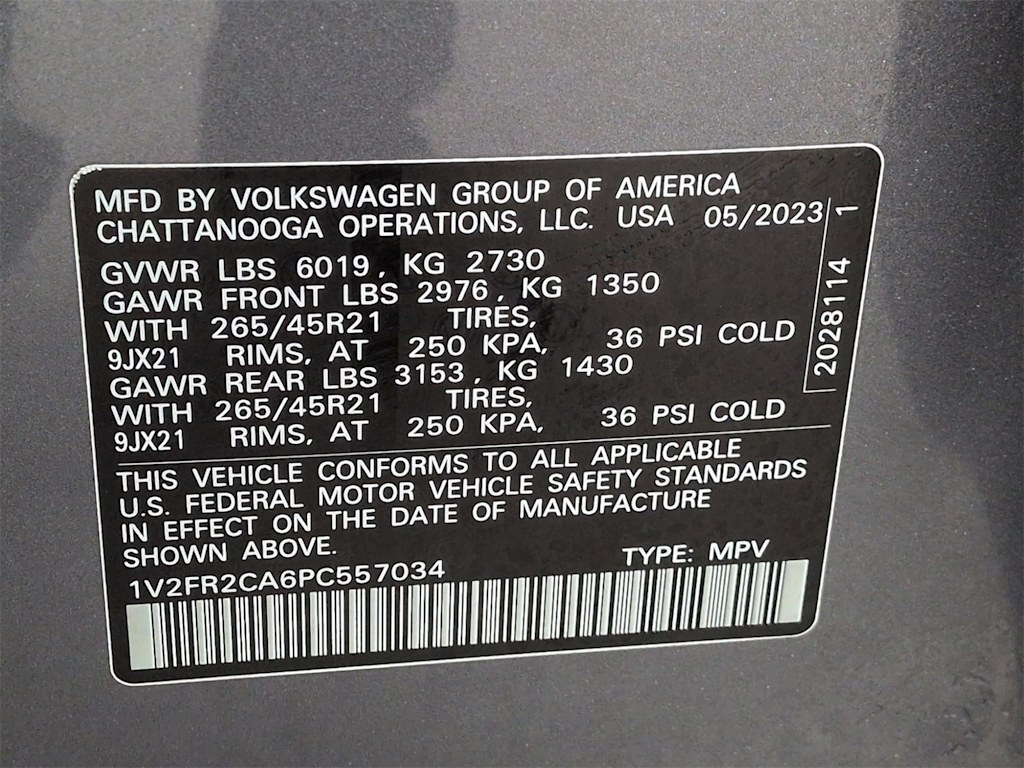 MFD BY VOLKSWAGEN GROUP OF AMERICA
CHATTANOOGA OPERATIONS, LLC. USA 05/2023
GVWR LBS 6019, KG 2730
GAWR FRONT LBS 2976, KG 1350
WITH 265/45R21 TIRES,
9JX21 RIMS, AT 250 KPA, 36 PSI COLD
GAWR REAR LBS 3153, KG 1430
WITH 265/45R21 TIRES,
9JX21 RIMS, AT 250 KPA, 36 PSI COLD
2028114 1
THIS VEHICLE CONFORMS TO ALL APPLICABLE
U.S. FEDERAL MOTOR VEHICLE SAFETY STANDARDS
IN EFFECT ON THE DATE OF MANUFACTURE
SHOWN ABOVE.
TYPE: MPV
1V2FR2CA6PC557034